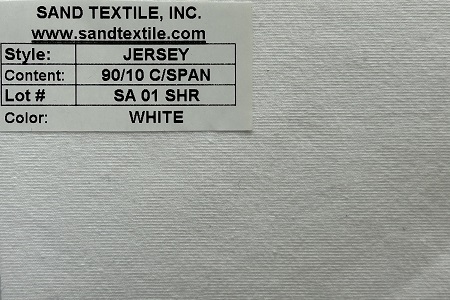 SAND TEXTILE, INC.
www.sandtextile.com
Style: JERSEY
Content: 90/10 C/SPAN
Lot # SA 01 SHR
Color: WHITE